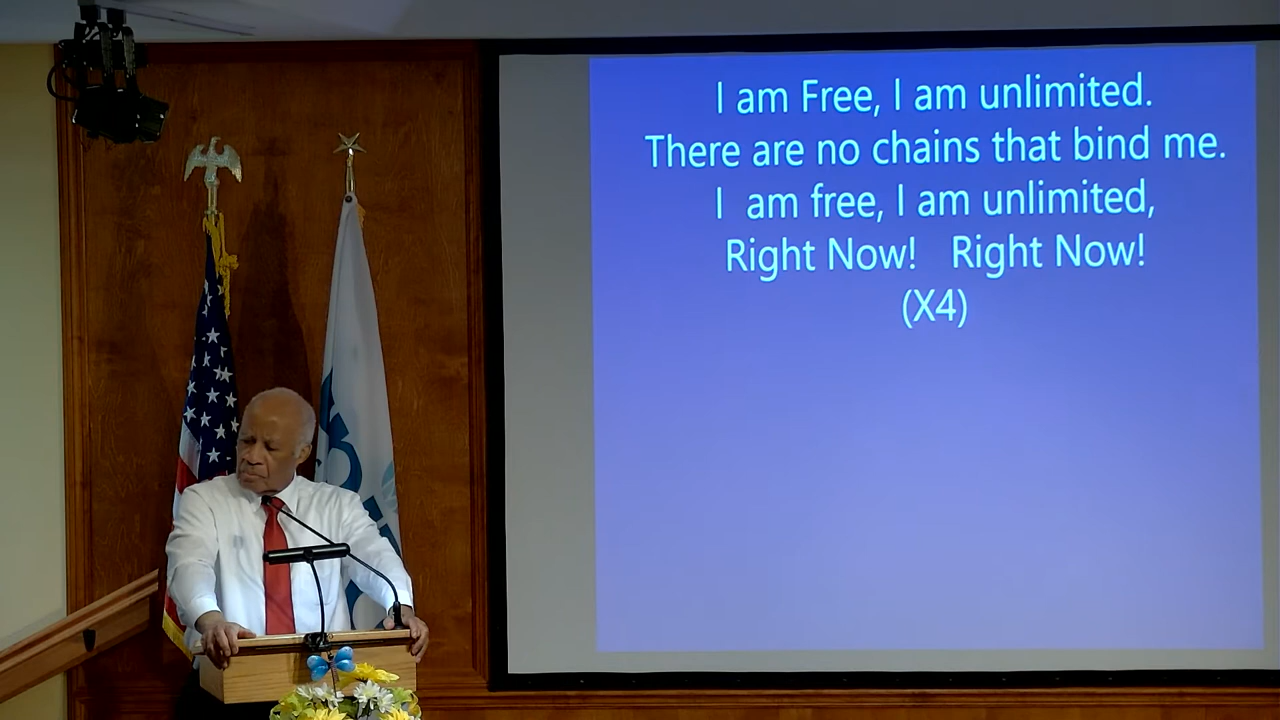 I am Free, I am unlimited.
There are no chains that bind me.
I am free, I am unlimited,
Right Now! Right Now!
(X4)